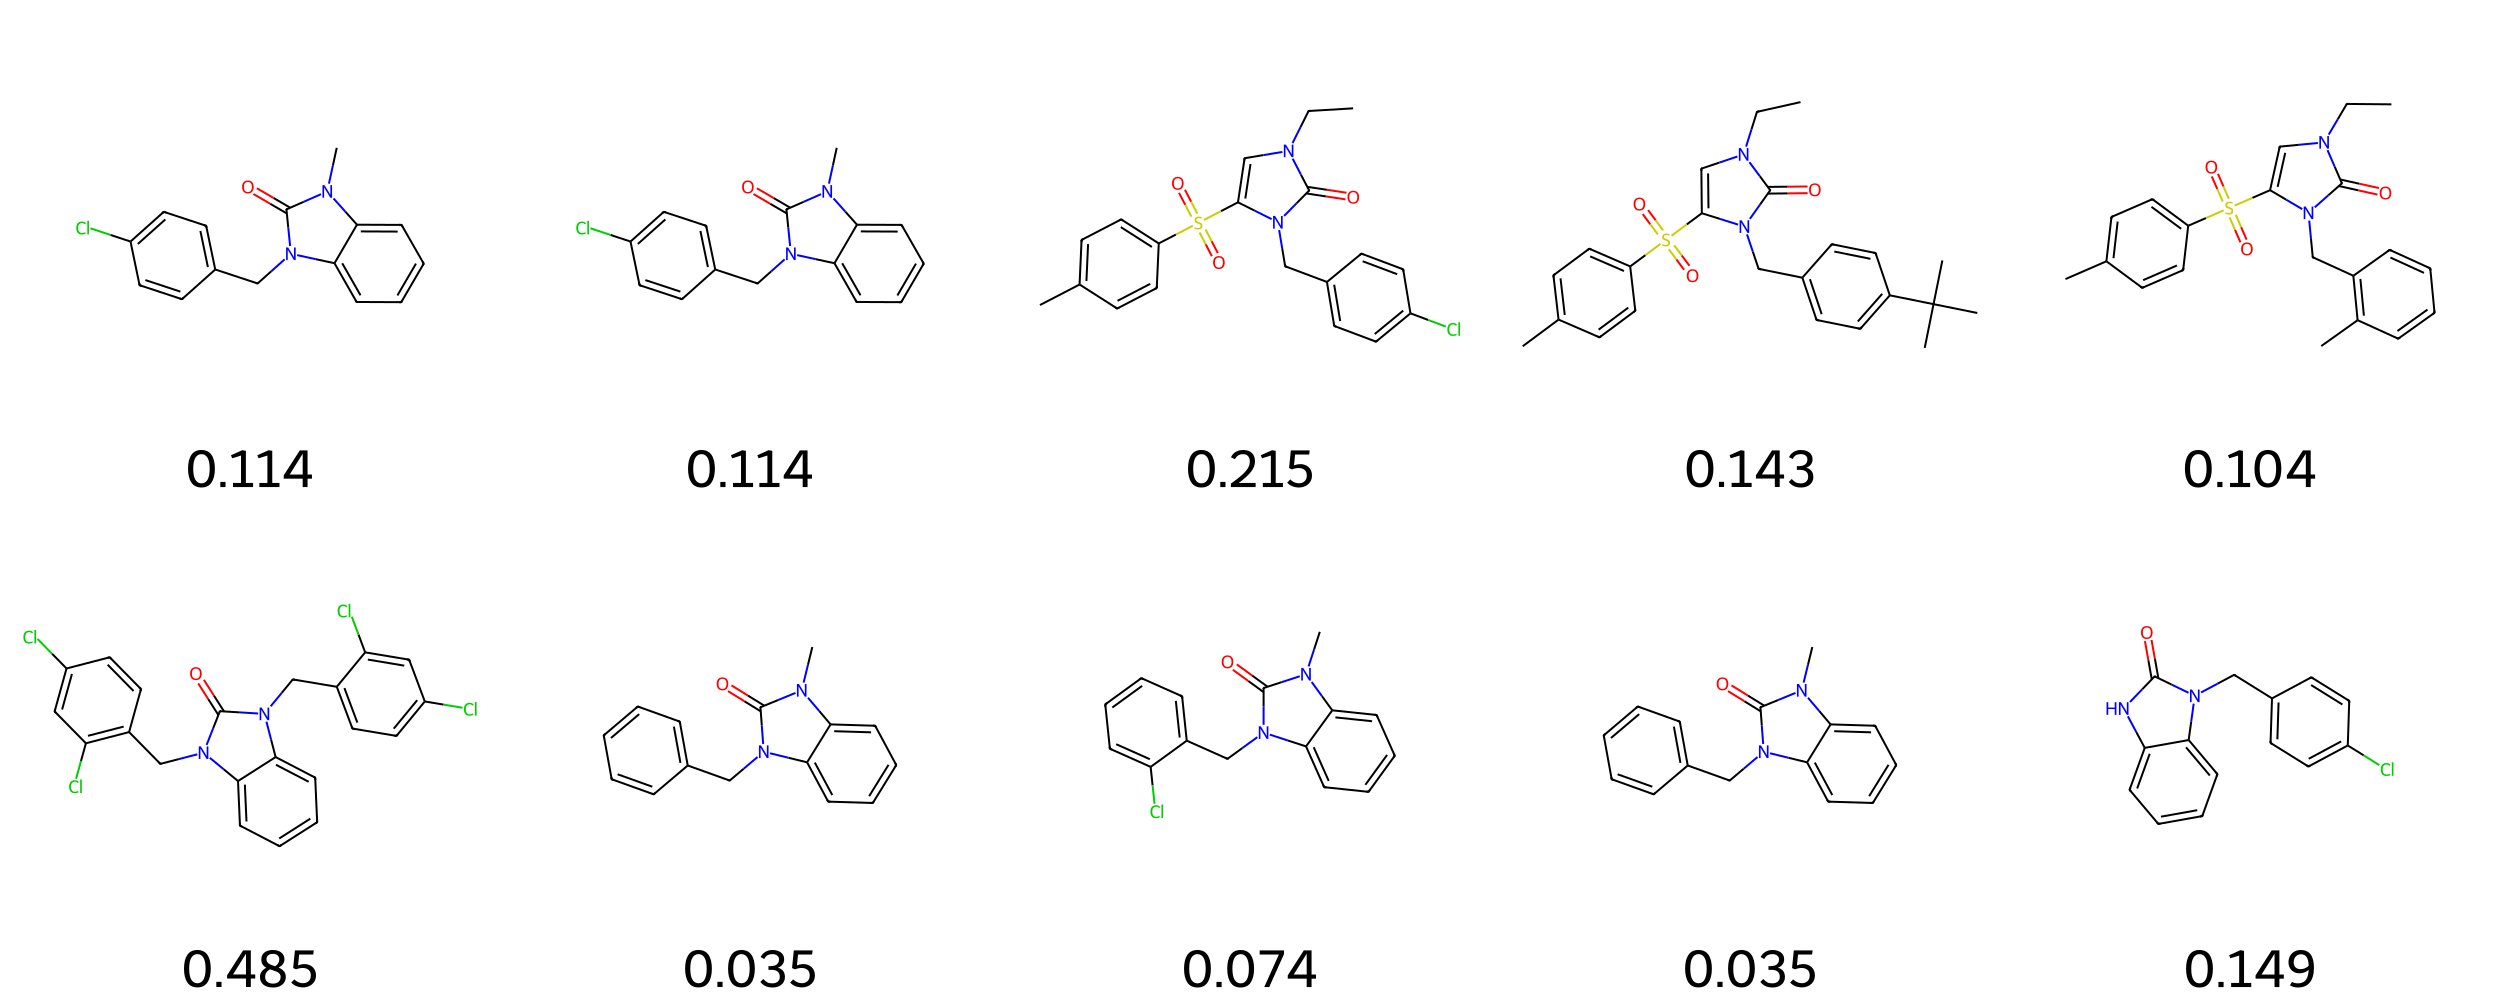 Cl O N N
Cl O N N
O S O N N O Cl
O S O N N O
O S O N N O
0.114 0.114 0.215 0.143 0.104
Cl Cl O N N Cl Cl
O N N
O N N Cl
O N N
O HN N Cl
0.485 0.035 0.074 0.035 0.149